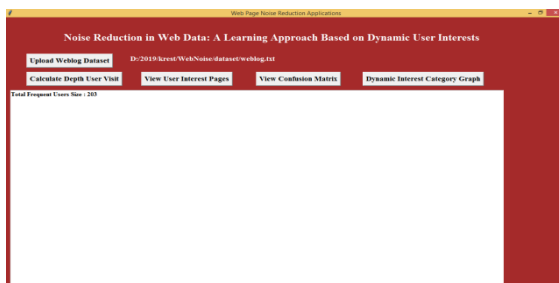 Web Page Noise Reduction Applications
Noise Reduction in Web Data: A Learning Approach Based on Dynamic User Interests
Upload Weblog Dataset D:/2019/krest/WebNoise/dataset/weblog.txt
Calculate Depth User Visit View User Interest Pages View Confusion Matrix Dynamic Interest Category Graph
Total Frequent Users Size : 203